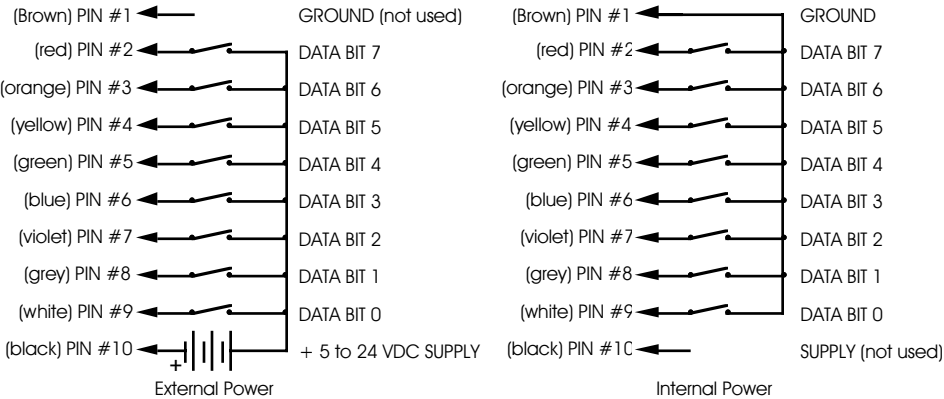 (Brown) PIN #1 GROUND (not used)
(red) PIN #2 DATA BIT 7
(orange) PIN #3 DATA BIT 6
(yellow) PIN #4 DATA BIT 5
(green) PIN #5 DATA BIT 4
(blue) PIN #6 DATA BIT 3
(violet) PIN #7 DATA BIT 2
(grey) PIN #8 DATA BIT 1
(white) PIN #9 DATA BIT 0
(black) PIN #10 + + 5 to 24 VDC SUPPLY
External Power
(Brown) PIN #1 GROUND
(red) PIN #2 DATA BIT 7
(orange) PIN #3 DATA BIT 6
(yellow) PIN #4 DATA BIT 5
(green) PIN #5 DATA BIT 4
(blue) PIN #6 DATA BIT 3
(violet) PIN #7 DATA BIT 2
(grey) PIN #8 DATA BIT 1
(white) PIN #9 DATA BIT 0
(black) PIN #10 SUPPLY (not used)
Internal Power